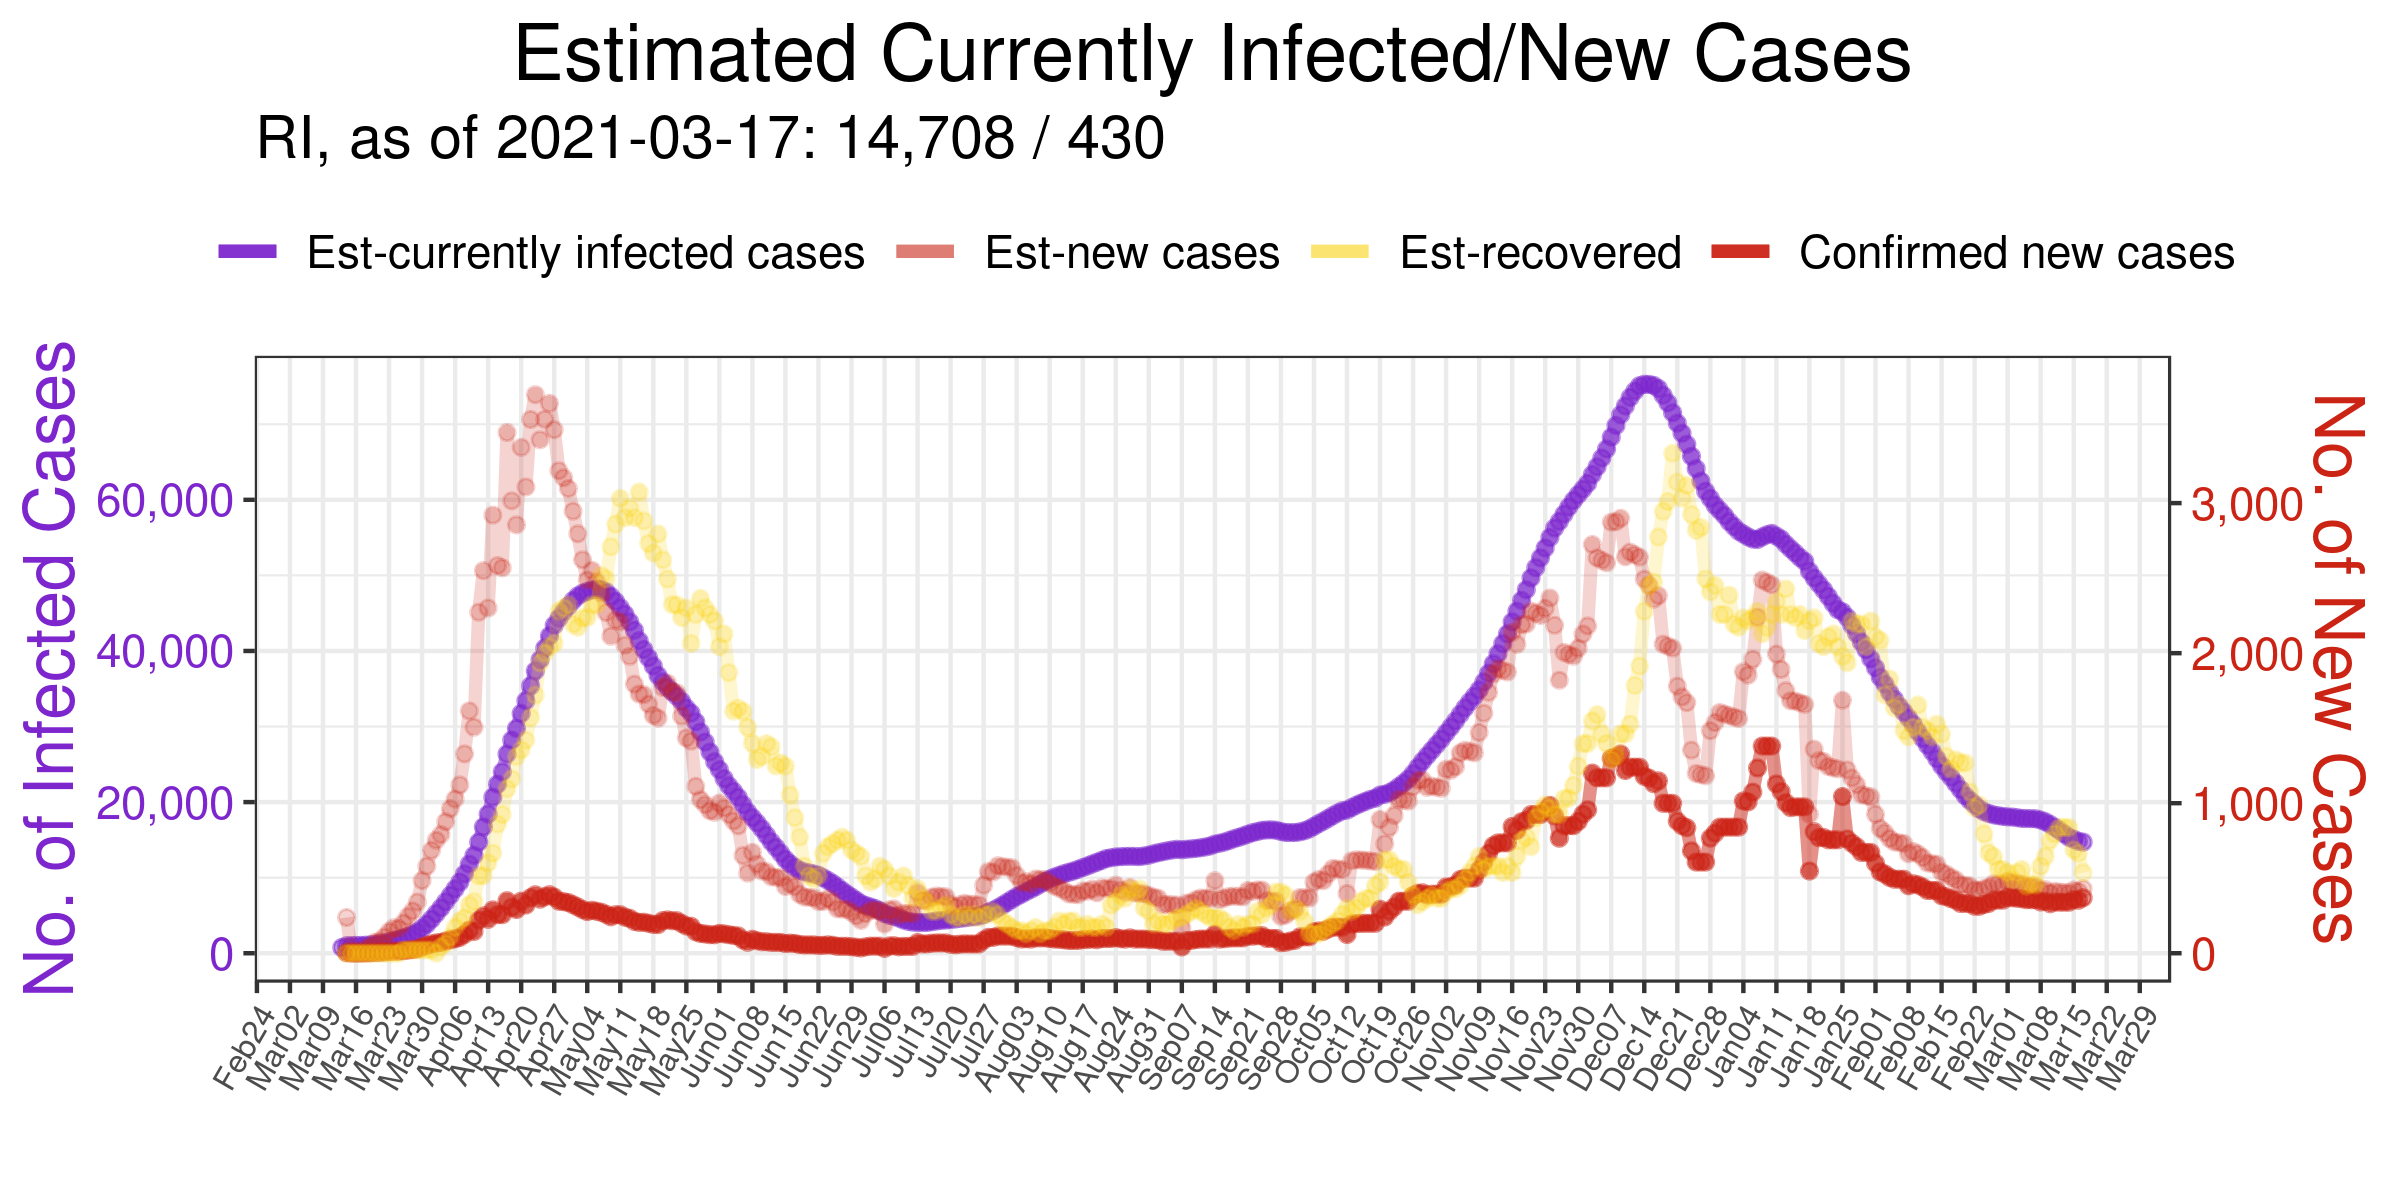 Estimated Currently Infected/New Cases
RI, as of 2021-03-17: 14,708 / 430
Est-currently infected cases Est-new cases Est-recovered Confirmed new cases
No. of Infected Cases
60,000
40,000
20,000
0
No. of New Cases
3,000
2,000
1,000
0
Feb24 Mar02 Mar09 Mar16 Mar23 Mar30 Apr06 Apr13 Apr20 Apr27 May04 May11 May18 May25 Jun01 Jun08 Jun15 Jun22 Jun29 Jul06 Jul13 Jul20 Jul27 Aug03 Aug10 Aug17 Aug24 Aug31 Sep07 Sep14 Sep21 Sep28 Oct05 Oct12 Oct19 Oct26 Nov02 Nov09 Nov16 Nov23 Nov30 Dec07 Dec14 Dec21 Dec28 Jan04 Jan11 Jan18 Jan25 Feb01 Feb08 Feb15 Feb22 Mar01 Mar08 Mar15 Mar22 Mar29